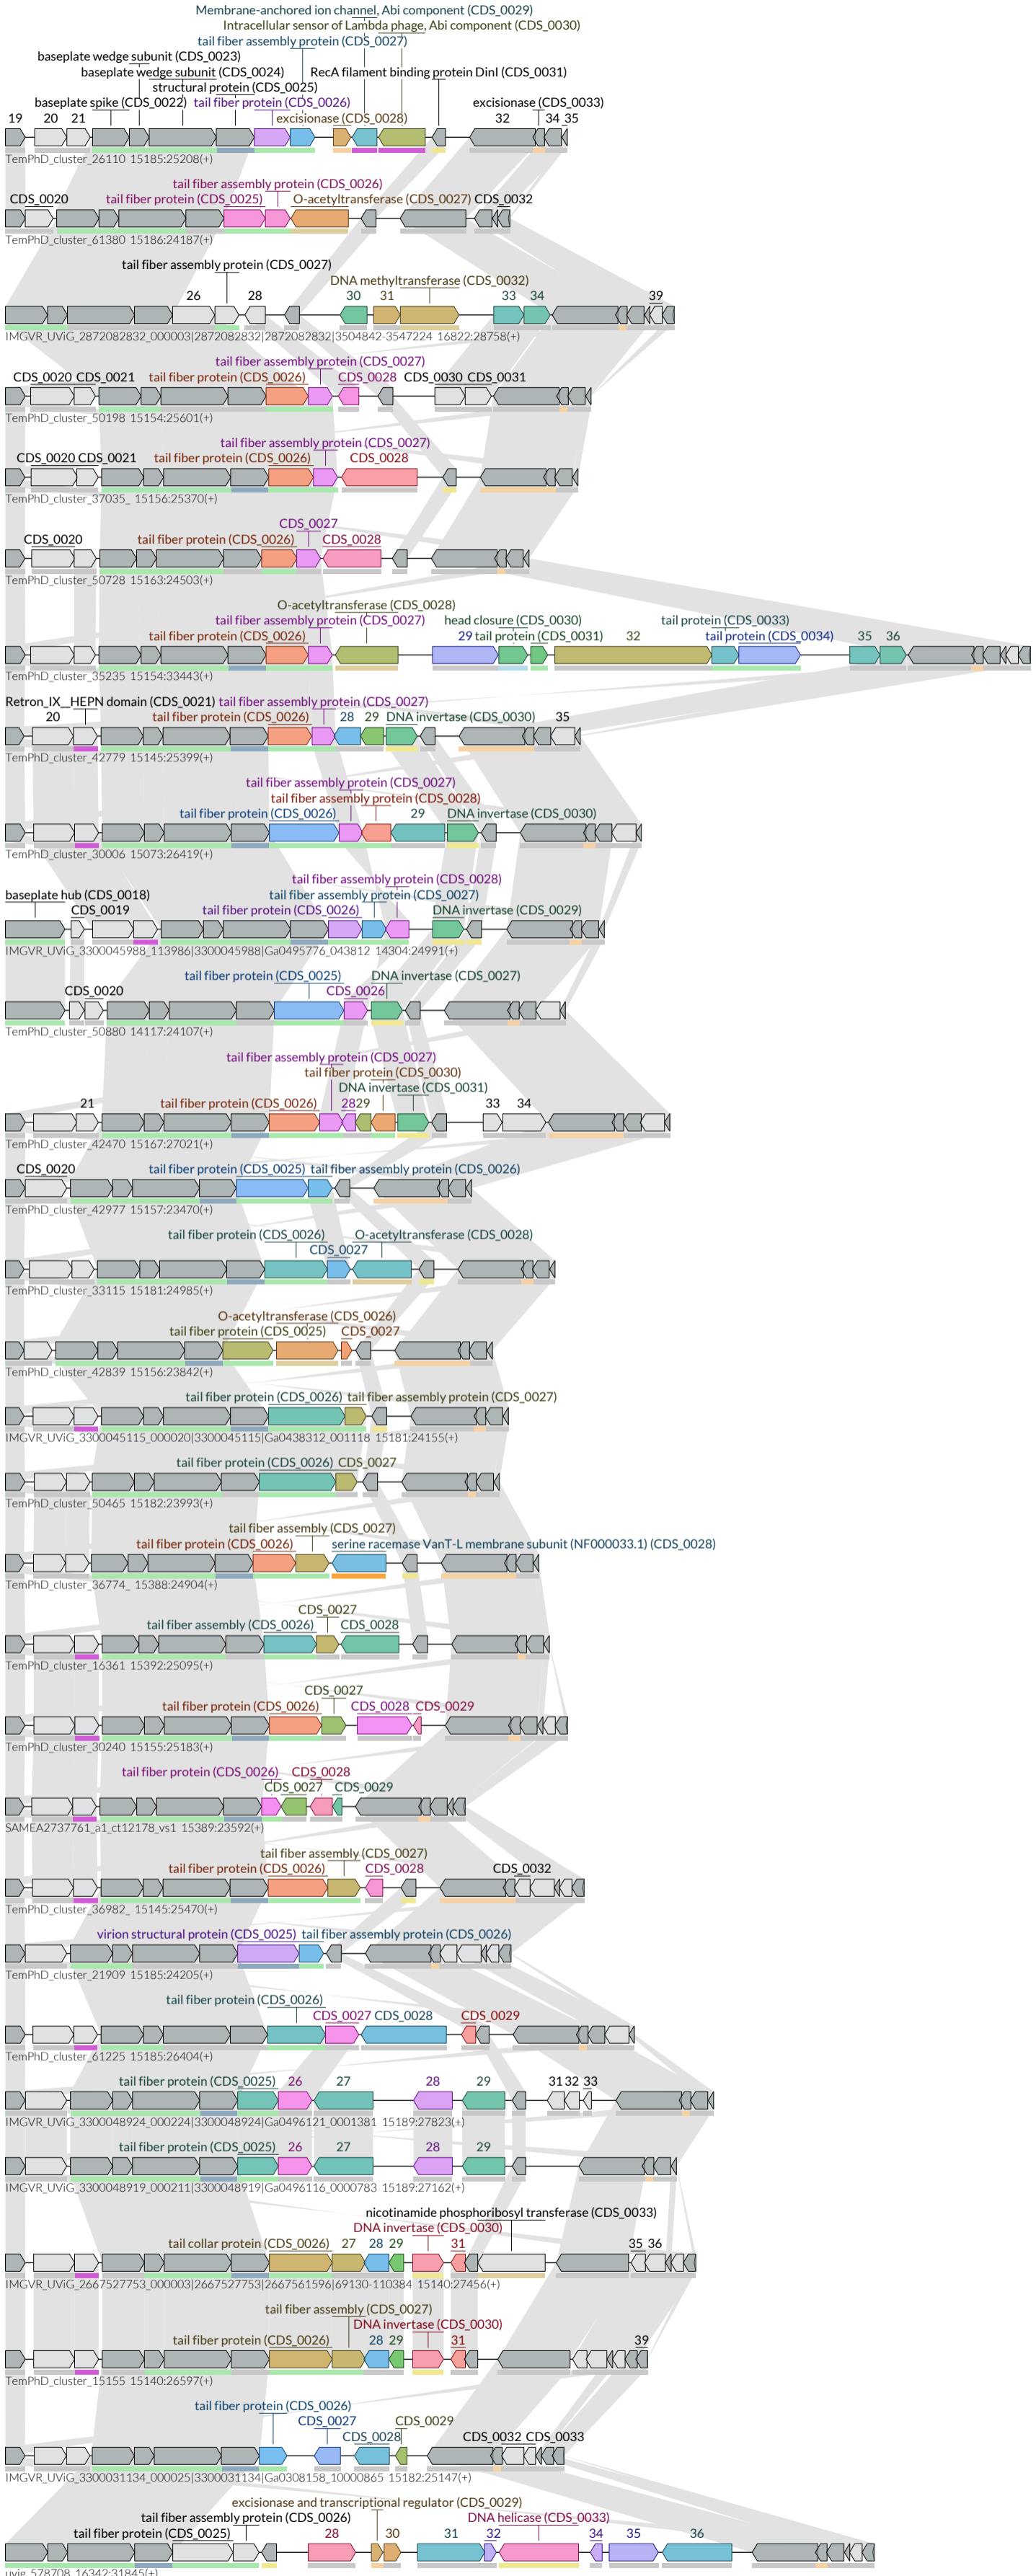 Membrane-anchored ion channel, Abi component (CDS_0029)
Intracellular sensor of Lambda phage, Abi component (CDS_0030)
tail fiber assembly protein (CDS_0027)
baseplate wedge subunit (CDS_0023)
baseplate wedge subunit (CDS_0024) RecA filament binding protein DinI (CDS_0031)
structural protein (CDS_0025)
baseplate spike (CDS_0022) tail fiber protein (CDS_0026) excisionase (CDS_0033)
19 20 21 excisionase (CDS_0028) 32 34 35
TemPhD_cluster_26110 15185:25208(+)
tail fiber assembly protein (CDS_0026)
CDS_0020 tail fiber protein (CDS_0025) O-acetyltransferase (CDS_0027) CDS_0032
TemPhD_cluster_61380 15186:24187(+)
tail fiber assembly protein (CDS_0027)
DNA methyltransferase (CDS_0032)
26 28 30 31 33 34 39
IMGVR_UViG_2872082832_000003|2872082832|2872082832|3504842-3547224 16822:28758(+)
tail fiber assembly protein (CDS_0027)
CDS_0020 CDS_0021 tail fiber protein (CDS_0026) CDS_0028 CDS_0030 CDS_0031
TemPhD_cluster_50198 15154:25601(+)
tail fiber assembly protein (CDS_0027)
CDS_0020 CDS_0021 tail fiber protein (CDS_0026) CDS_0028
TemPhD_cluster_37035_ 15156:25370(+)
CDS_0027
CDS_0020 tail fiber protein (CDS_0026) CDS_0028
TemPhD_cluster_50728 15163:24503(+)
O-acetyltransferase (CDS_0028)
tail fiber assembly protein (CDS_0027) head closure (CDS_0030) tail protein (CDS_0033)
tail fiber protein (CDS_0026) 29 tail protein (CDS_0031) 32 tail protein (CDS_0034) 35 36
TemPhD_cluster_35235 15154:33443(+)
Retron_IX__HEPN domain (CDS_0021) tail fiber assembly protein (CDS_0027)
20 tail fiber protein (CDS_0026) 28 29 DNA invertase (CDS_0030) 35
TemPhD_cluster_42779 15145:25399(+)
tail fiber assembly protein (CDS_0027)
tail fiber assembly protein (CDS_0028)
tail fiber protein (CDS_0026) 29 DNA invertase (CDS_0030)
TemPhD_cluster_30006 15073:26419(+)
tail fiber assembly protein (CDS_0028)
baseplate hub (CDS_0018) tail fiber assembly protein (CDS_0027)
CDS_0019 tail fiber protein (CDS_0026) DNA invertase (CDS_0029)
IMGVR_UViG_3300045988_113986|3300045988|Ga0495776_043812 14304:24991(+)
tail fiber protein (CDS_0025) DNA invertase (CDS_0027)
CDS_0020 CDS_0026
TemPhD_cluster_50880 14117:24107(+)
tail fiber assembly protein (CDS_0027)
tail fiber protein (CDS_0030)
DNA invertase (CDS_0031)
21 tail fiber protein (CDS_0026) 28 29 33 34
TemPhD_cluster_42470 15167:27021(+)
CDS_0020 tail fiber protein (CDS_0025) tail fiber assembly protein (CDS_0026)
TemPhD_cluster_42977 15157:23470(+)
tail fiber protein (CDS_0026) O-acetyltransferase (CDS_0028)
CDS_0027
TemPhD_cluster_33115 15181:24985(+)
O-acetyltransferase (CDS_0026)
tail fiber protein (CDS_0025) CDS_0027
TemPhD_cluster_42839 15156:23842(+)
tail fiber protein (CDS_0026) tail fiber assembly protein (CDS_0027)
IMGVR_UViG_3300045115_000020|3300045115|Ga0438312_001118 15181:24155(+)
tail fiber protein (CDS_0026) CDS_0027
TemPhD_cluster_50465 15182:23993(+)
tail fiber assembly (CDS_0027)
tail fiber protein (CDS_0026) serine racemase VanT-L membrane subunit (NF000033.1) (CDS_0028)
TemPhD_cluster_36774_ 15388:24904(+)
CDS_0027
tail fiber assembly (CDS_0026) CDS_0028
TemPhD_cluster_16361 15392:25095(+)
CDS_0027
tail fiber protein (CDS_0026) CDS_0028 CDS_0029
TemPhD_cluster_30240 15155:25183(+)
tail fiber protein (CDS_0026) CDS_0028
CDS_0027 CDS_0029
SAMEA2737761_a1_ct12178_vs1 15389:23592(+)
tail fiber assembly (CDS_0027)
tail fiber protein (CDS_0026) CDS_0028 CDS_0032
TemPhD_cluster_36982_ 15145:25470(+)
virion structural protein (CDS_0025) tail fiber assembly protein (CDS_0026)
TemPhD_cluster_21909 15185:24205(+)
tail fiber protein (CDS_0026)
CDS_0027 CDS_0028 CDS_0029
TemPhD_cluster_61225 15185:26404(+)
tail fiber protein (CDS_0025) 26 27 28 29 31 32 33
IMGVR_UViG_3300048924_000224|3300048924|Ga0496121_0001381 15189:27823(+)
tail fiber protein (CDS_0025) 26 27 28 29
IMGVR_UViG_3300048919_000211|3300048919|Ga0496116_0000783 15189:27162(+)
nicotinamide phosphoribosyl transferase (CDS_0033)
DNA invertase (CDS_0030)
tail collar protein (CDS_0026) 27 28 29 31 35 36
IMGVR_UViG_2667527753_000003|2667527753|2667561596|69130-110384 15140:27456(+)
tail fiber assembly (CDS_0027)
DNA invertase (CDS_0030)
tail fiber protein (CDS_0026) 28 29 31 39
TemPhD_cluster_15155 15140:26597(+)
tail fiber protein (CDS_0026)
CDS_0027 CDS_0029
CDS_0028 CDS_0032 CDS_0033
IMGVR_UViG_3300031134_000025|3300031134|Ga0308158_10000865 15182:25147(+)
excisionase and transcriptional regulator (CDS_0029)
tail fiber assembly protein (CDS_0026) DNA helicase (CDS_0033)
tail fiber protein (CDS_0025) 28 30 31 32 34 35 36
uvig_578708 16342:31845(+)